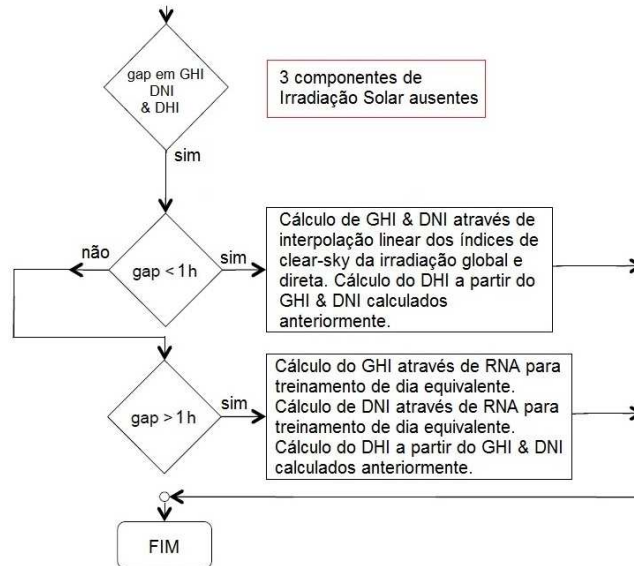 gap em GHI
DNI
& DHI
3 componentes de
Irradiação Solar ausentes
sim
não
gap < 1 h
sim
Cálculo de GHI & DNI através de
interpolação linear dos índices de
clear-sky da irradiação global e
direta. Cálculo do DHI a partir do
GHI & DNI calculados
anteriormente.
gap > 1 h
sim
Cálculo do GHI através de RNA para
treinamento de dia equivalente.
Cálculo de DNI através de RNA para
treinamento de dia equivalente.
Cálculo do DHI a partir do GHI & DNI
calculados anteriormente.
FIM